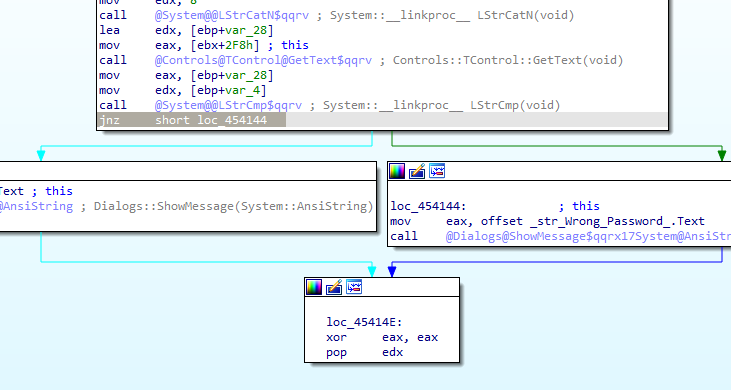 mov edx, 8
call @System@@LStrCatN$qqrv ; System::__linkproc__ LStrCatN(void)
lea edx, [ebp+var_28]
mov eax, [ebx+2F8h] ; this
call @Controls@TControl@GetText$qqrv ; Controls::TControl::GetText(void)
mov eax, [ebp+var_28]
mov edx, [ebp+var_4]
call @System@@LStrCmp$qqrv ; System::__linkproc__ LStrCmp(void)
jnz short loc_454144
Text ; this
@AnsiString ; Dialogs::ShowMessage(System::AnsiString)
loc_454144: ; this
mov eax, offset _str_Wrong_Password_.Text
call @Dialogs@ShowMessage$qqrx17System@AnsiStr
loc_45414E:
xor eax, eax
pop edx